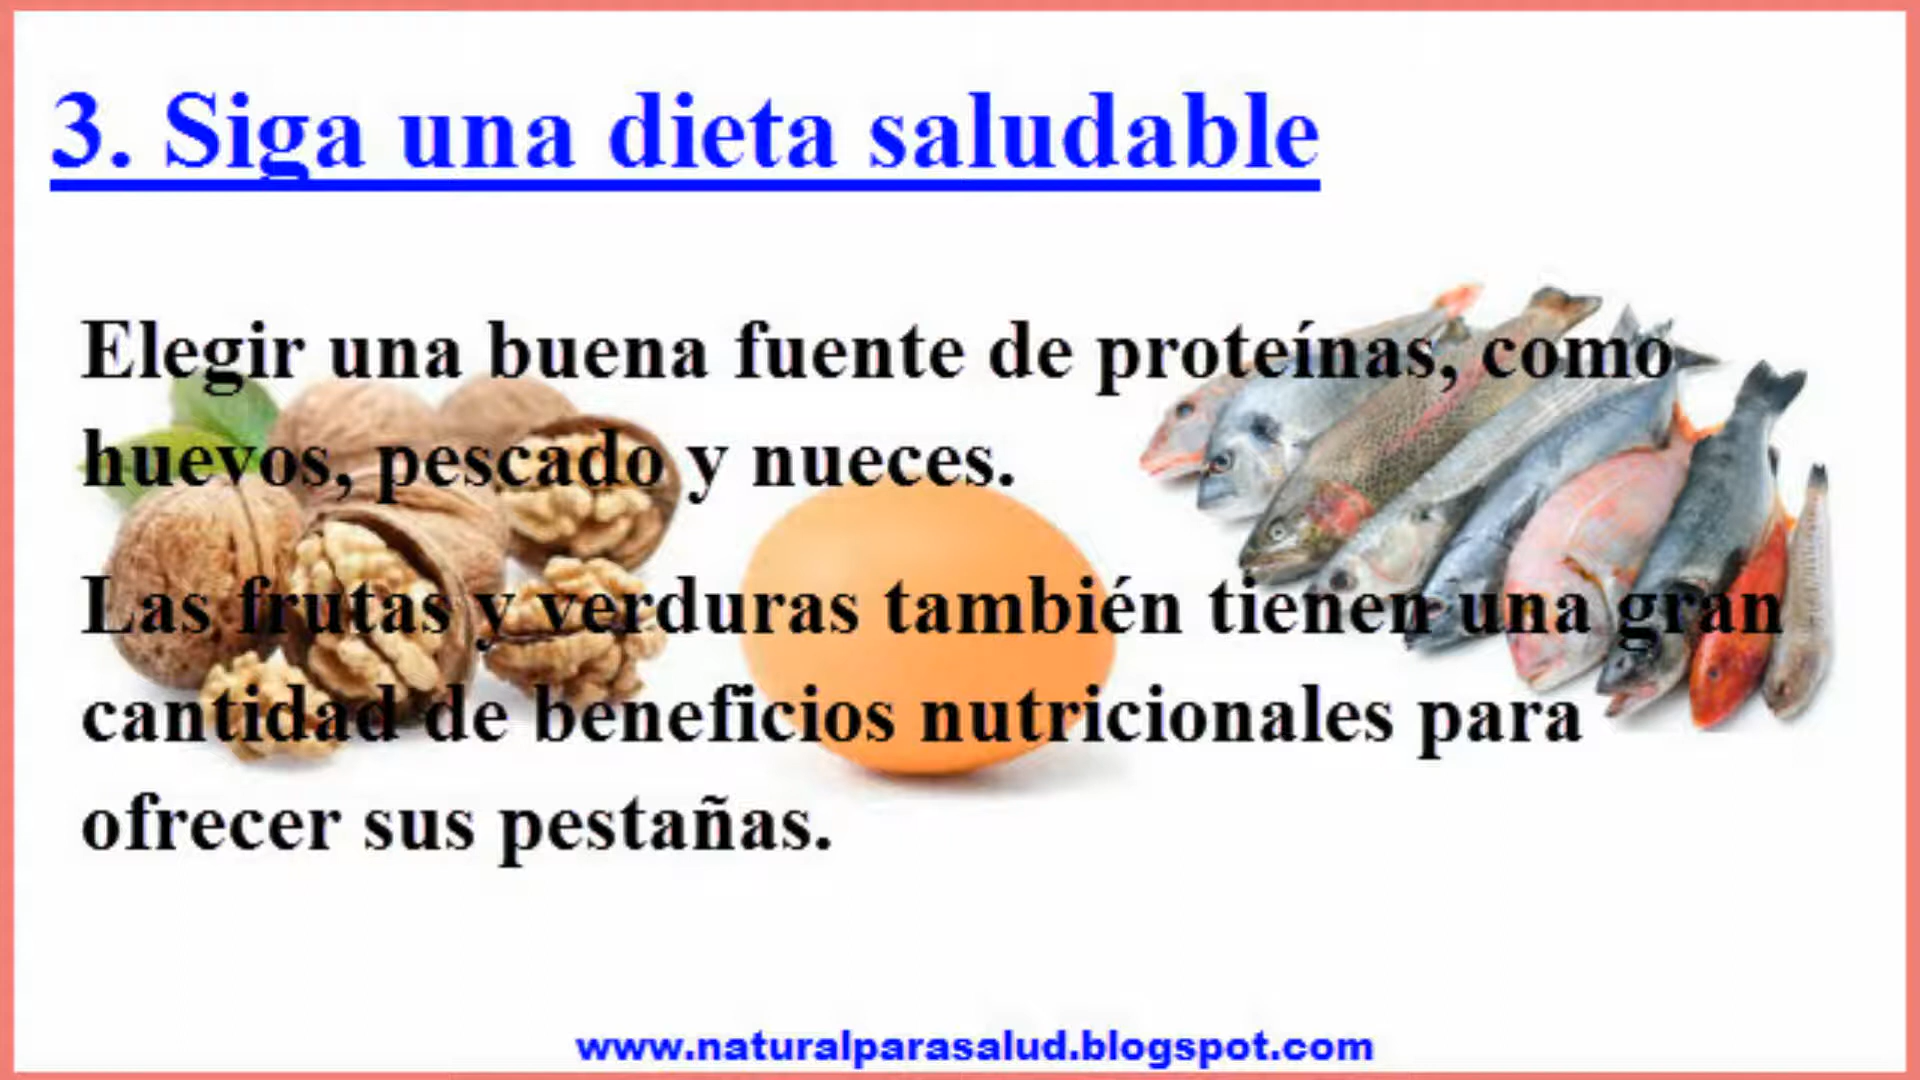 3. Siga una dieta saludable
Elegir una buena fuente de proteínas, como
huevos, pescado y nueces.
Las frutas y verduras también tienen una gran
cantidad de beneficios nutricionales para
ofrecer sus pestañas.
www.naturalparasalud.blogspot.com